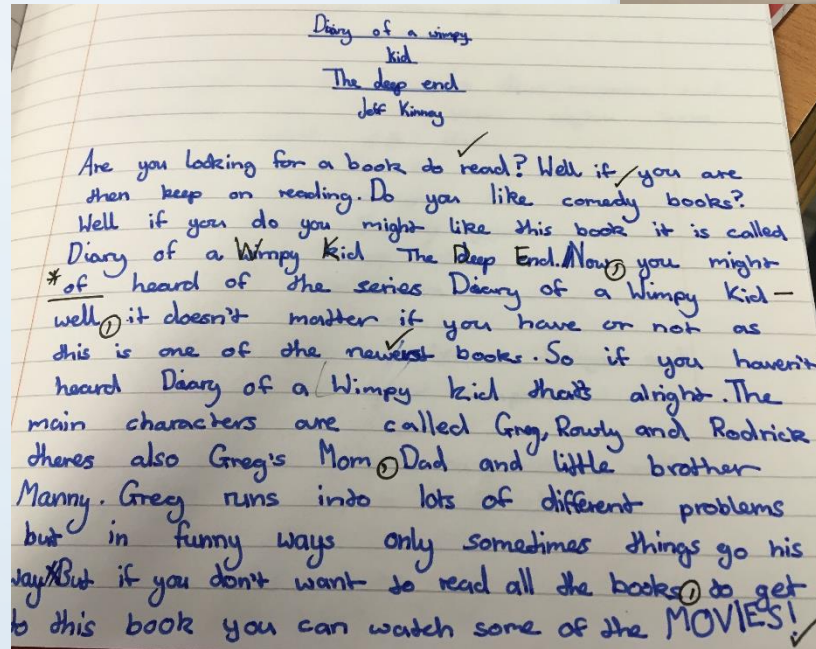 Diary of a wimpy
kid
The deep end
Jeff Kinney
Are you looking for a book to read? Well if you are
then keep on reading. Do you like comedy books?
Well if you do you might like this book it is called
Diary of a Wimpy Kid The Deep End. Now, you might
*of heard of the series Diary of a Wimpy Kid -
well, it doesn't matter if you have or not as
this is one of the newest books. So if you haven't
heard Diary of a Wimpy kid that's alright. The
main characters are called Greg, Rowly and Rodrick
theres also Greg's Mom, Dad and little brother
Manny. Greg runs into lots of different problems
but in funny ways only sometimes things go his
way*But if you don't want to read all the books, to get
to this book you can watch some of the MOVIES!